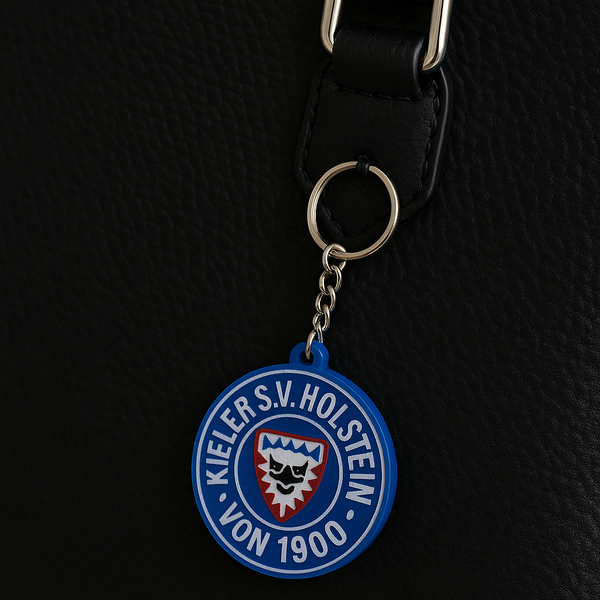 KIELER S.V. HOLSTEIN
• VON 1900 •